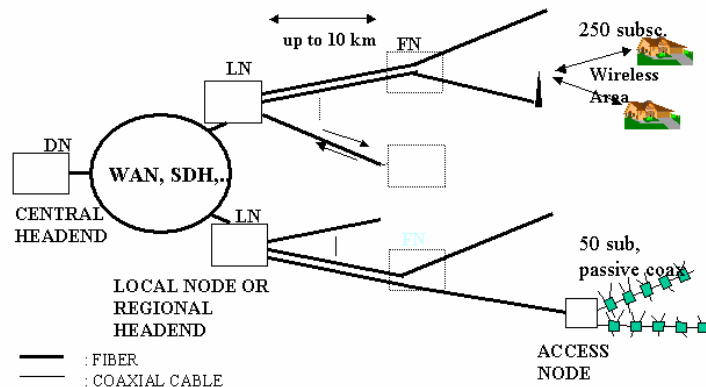 250 subsc.
up to 10 km
FN
LN
Wireless
Area
DN
WAN, SDH,..
CENTRAL
HEADEND
LN
FN
50 sub,
passive coax
LOCAL NODE OR
REGIONAL
HEADEND
ACCESS
NODE
: FIBER
: COAXIAL CABLE